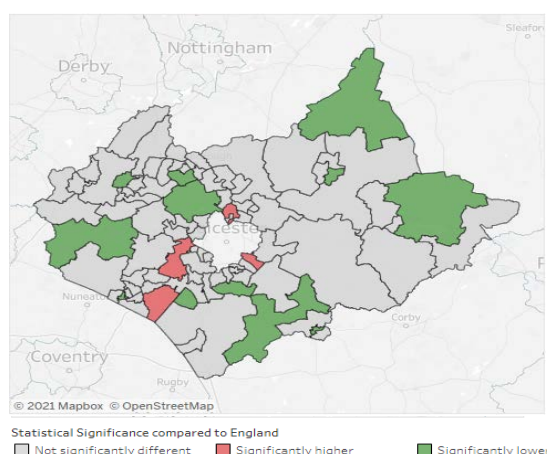 Sleafor
Nottingham
Derby
iceste
Nuneaton
Corby
Coventry
Rugby
© 2021 Mapbox © OpenStreetMap
Statistical Significance compared to England
Not significantly different Significantly higher Significantly lower